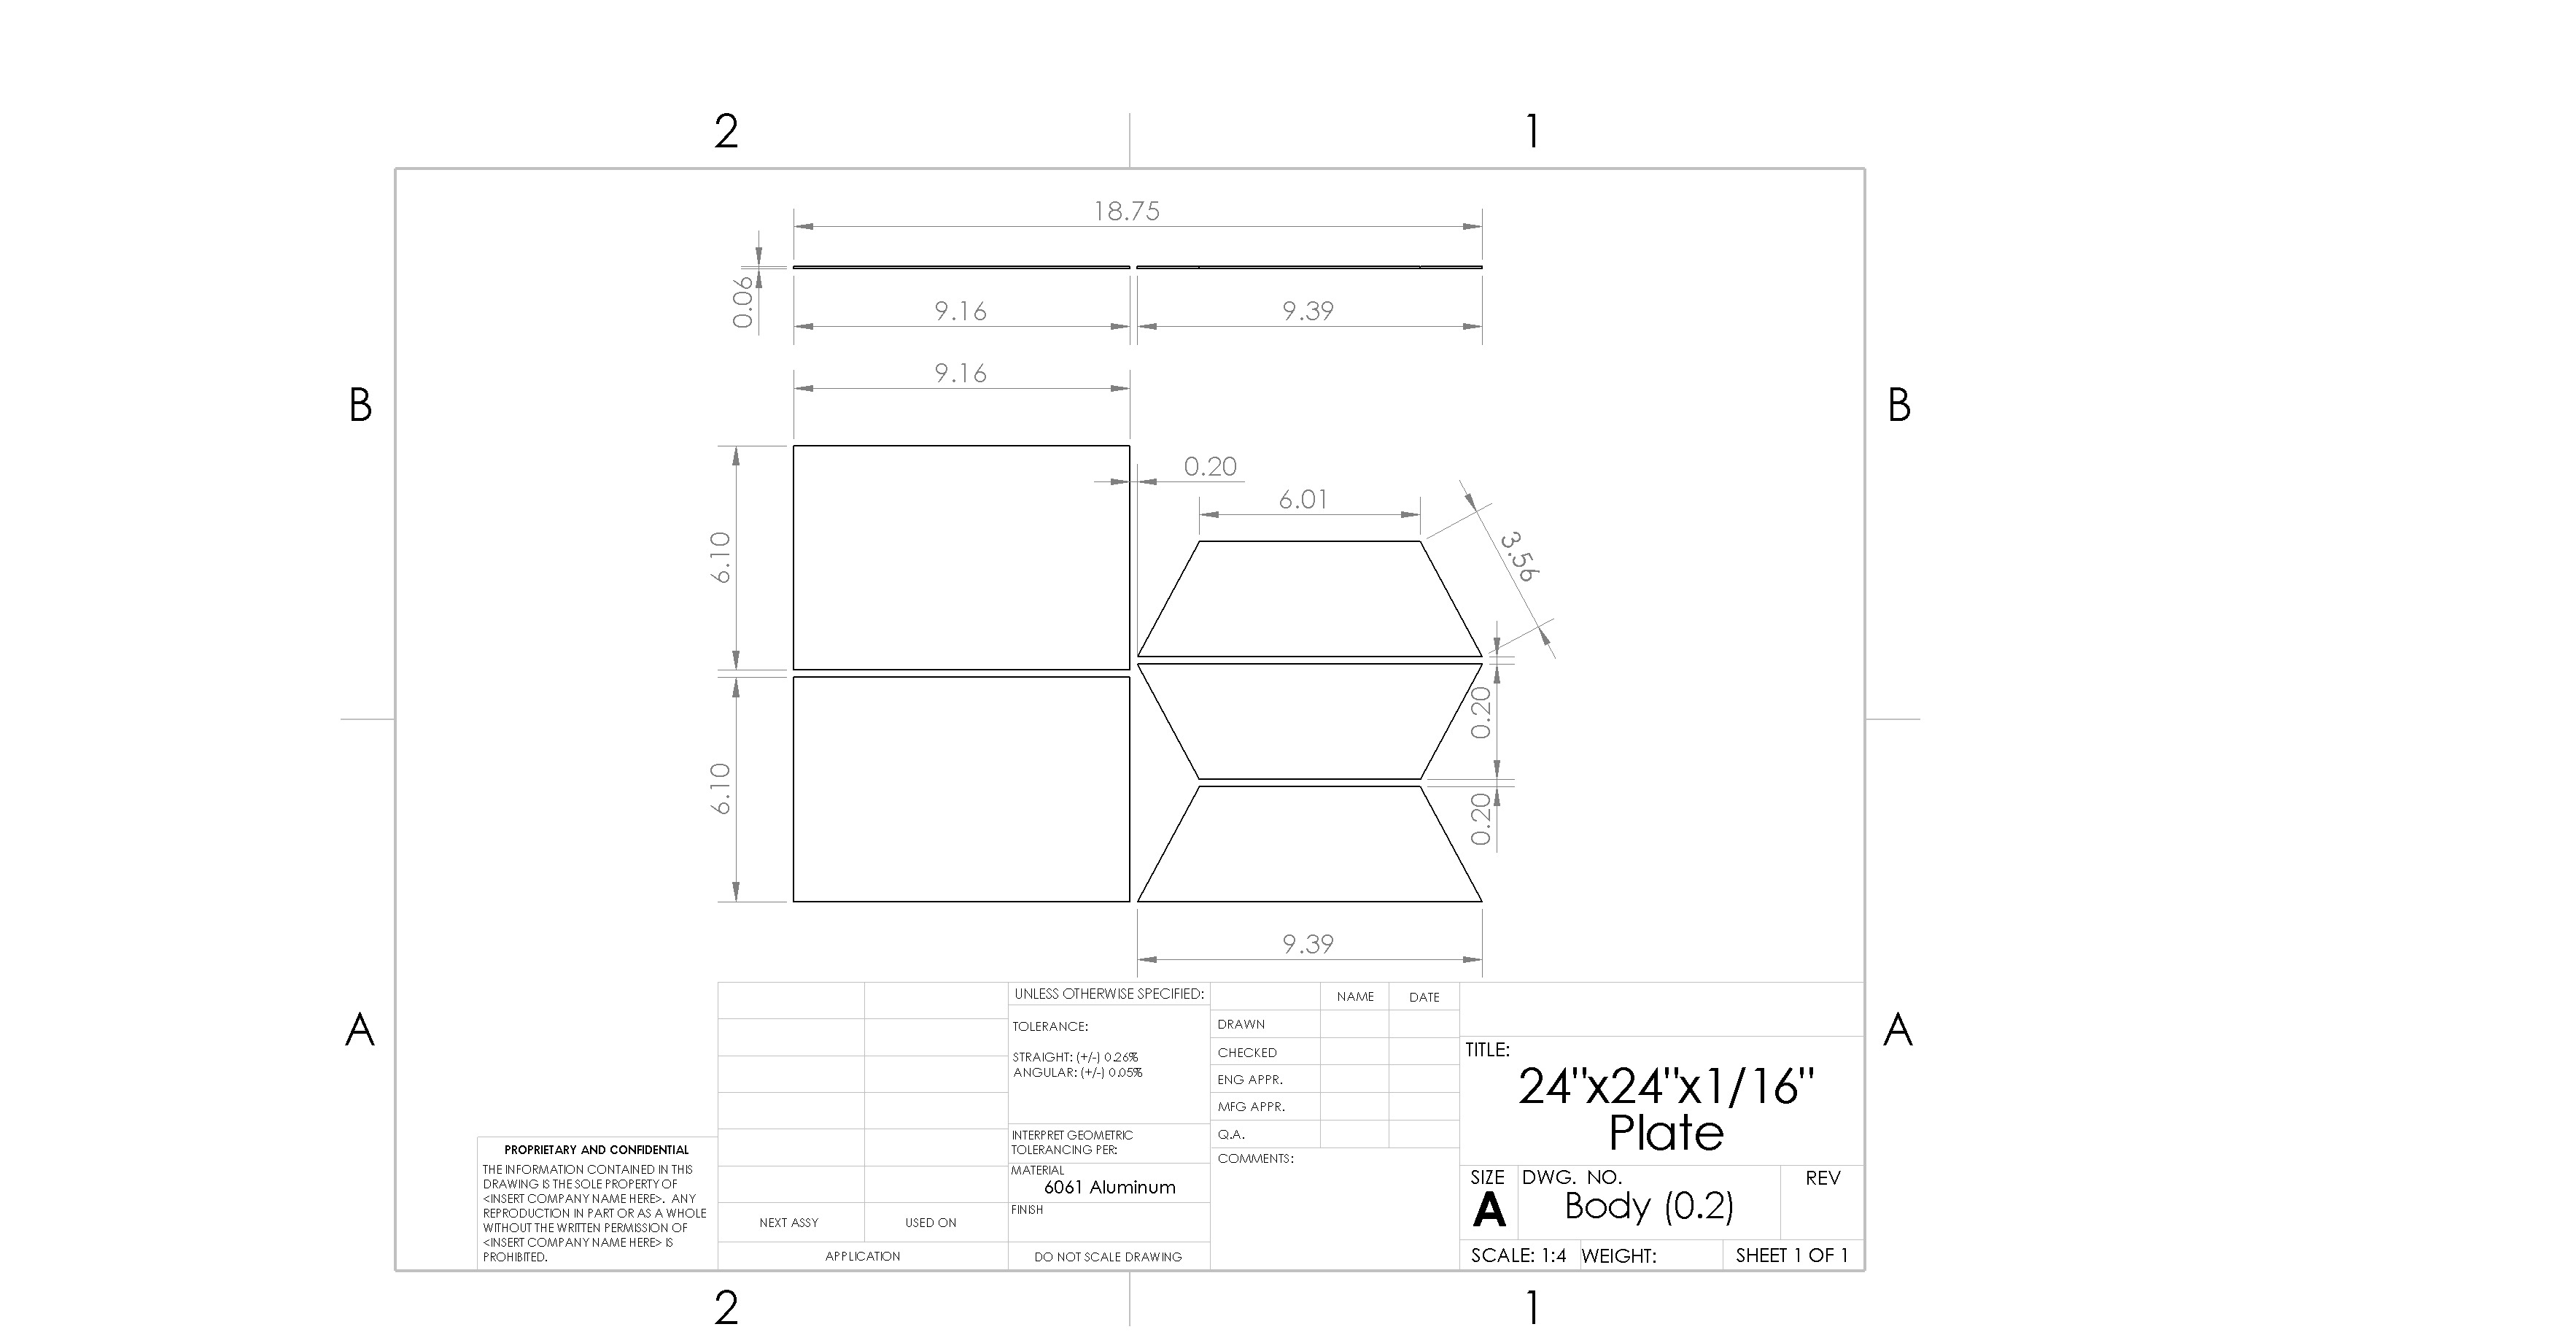 2
1
18.75
0.06
9.16
9.39
9.16
B
B
0.20
6.01
6.10
3.56
0.20
6.10
0.20
9.39
A
A
UNLESS OTHERWISE SPECIFIED:
TOLERANCE:
STRAIGHT: (+/-) 0.26%
ANGULAR: (+/-) 0.05%
INTERPRET GEOMETRIC
TOLERANCING PER:
MATERIAL
6061 Aluminum
FINISH
DO NOT SCALE DRAWING
NAME
DATE
DRAWN
CHECKED
ENG APPR.
MFG APPR.
Q.A.
COMMENTS:
TITLE:
24"x24"x1/16"
Plate
SIZE
A
DWG. NO.
Body (0.2)
REV
SCALE: 1:4
WEIGHT:
SHEET 1 OF 1
PROPRIETARY AND CONFIDENTIAL
THE INFORMATION CONTAINED IN THIS
DRAWING IS THE SOLE PROPERTY OF
<INSERT COMPANY NAME HERE>. ANY
REPRODUCTION IN PART OR AS A WHOLE
WITHOUT THE WRITTEN PERMISSION OF
<INSERT COMPANY NAME HERE> IS
PROHIBITED.
NEXT ASSY
USED ON
APPLICATION
2
1